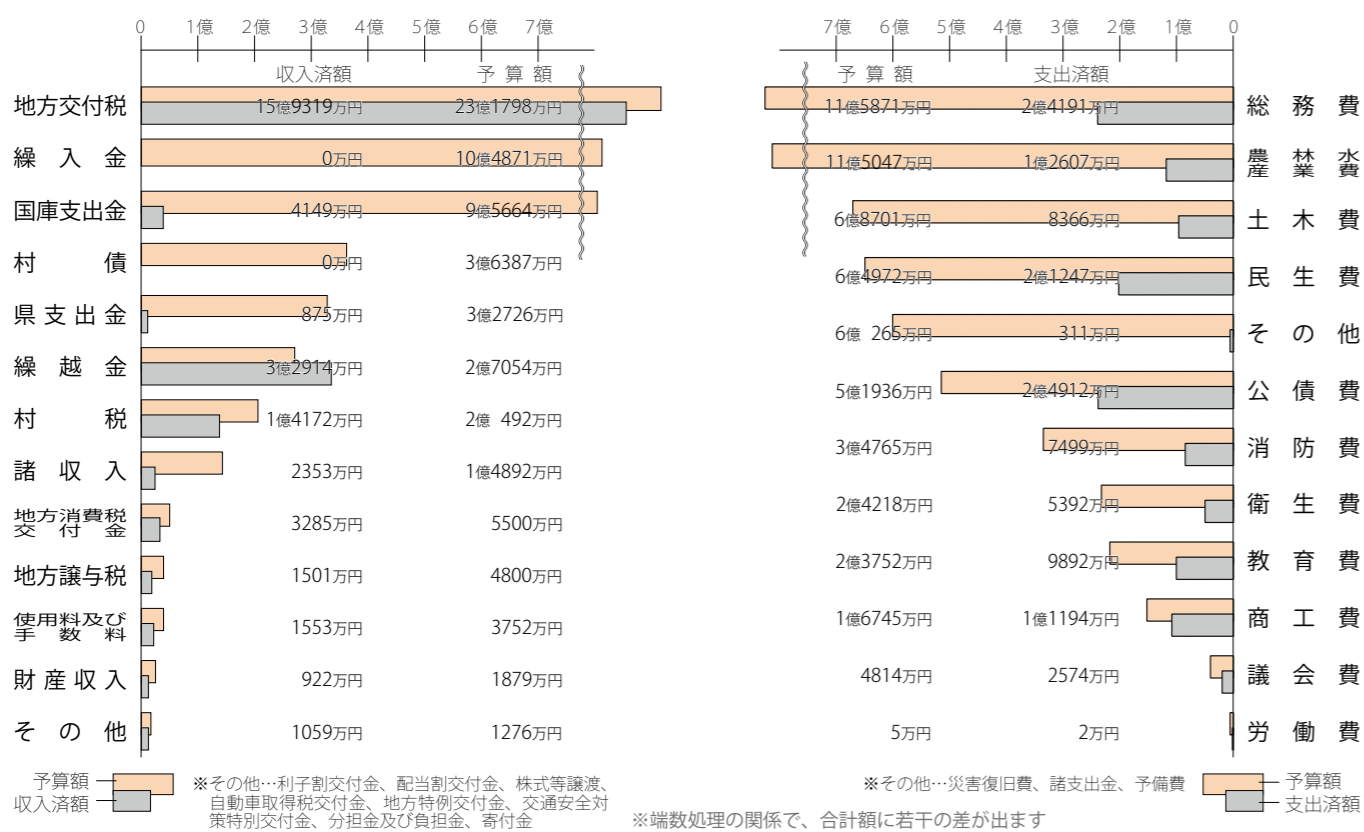 0 1億 2億 3億 4億 5億 6億 7億
収入済額 予算額
地方交付税 15億9319万円 23億1798万円
繰入金 0万円 10億4871万円
国庫支出金 4149万円 9億5664万円
村債 0万円 3億6387万円
県支出金 875万円 3億2726万円
繰越金 3億2914万円 2億7054万円
村税 1億4172万円 2億 492万円
諸収入 2353万円 1億4892万円
地方消費税
交付金 3285万円 5500万円
地方譲与税 1501万円 4800万円
使用料及び
手数料 1553万円 3752万円
財産収入 922万円 1879万円
その他 1059万円 1276万円
予算額
収入済額
※その他…利子割交付金、配当割交付金、株式等譲渡、
自動車取得税交付金、地方特例交付金、交通安全対
策特別交付金、分担金及び負担金、寄付金
7億 6億 5億 4億 3億 2億 1億 0
予算額 支出済額
11億5871万円 2億4191万円 総務費
11億5047万円 1億2607万円 農林水
産業費
6億8701万円 8366万円 土木費
6億4972万円 2億1247万円 民生費
6億 265万円 311万円 その他
5億1936万円 2億4912万円 公債費
3億4765万円 7499万円 消防費
2億4218万円 5392万円 衛生費
2億3752万円 9892万円 教育費
1億6745万円 1億1194万円 商工費
4814万円 2574万円 議会費
5万円 2万円 労働費
※その他…災害復旧費、諸支出金、予備費
予算額
支出済額
※端数処理の関係で、合計額に若干の差が出ます